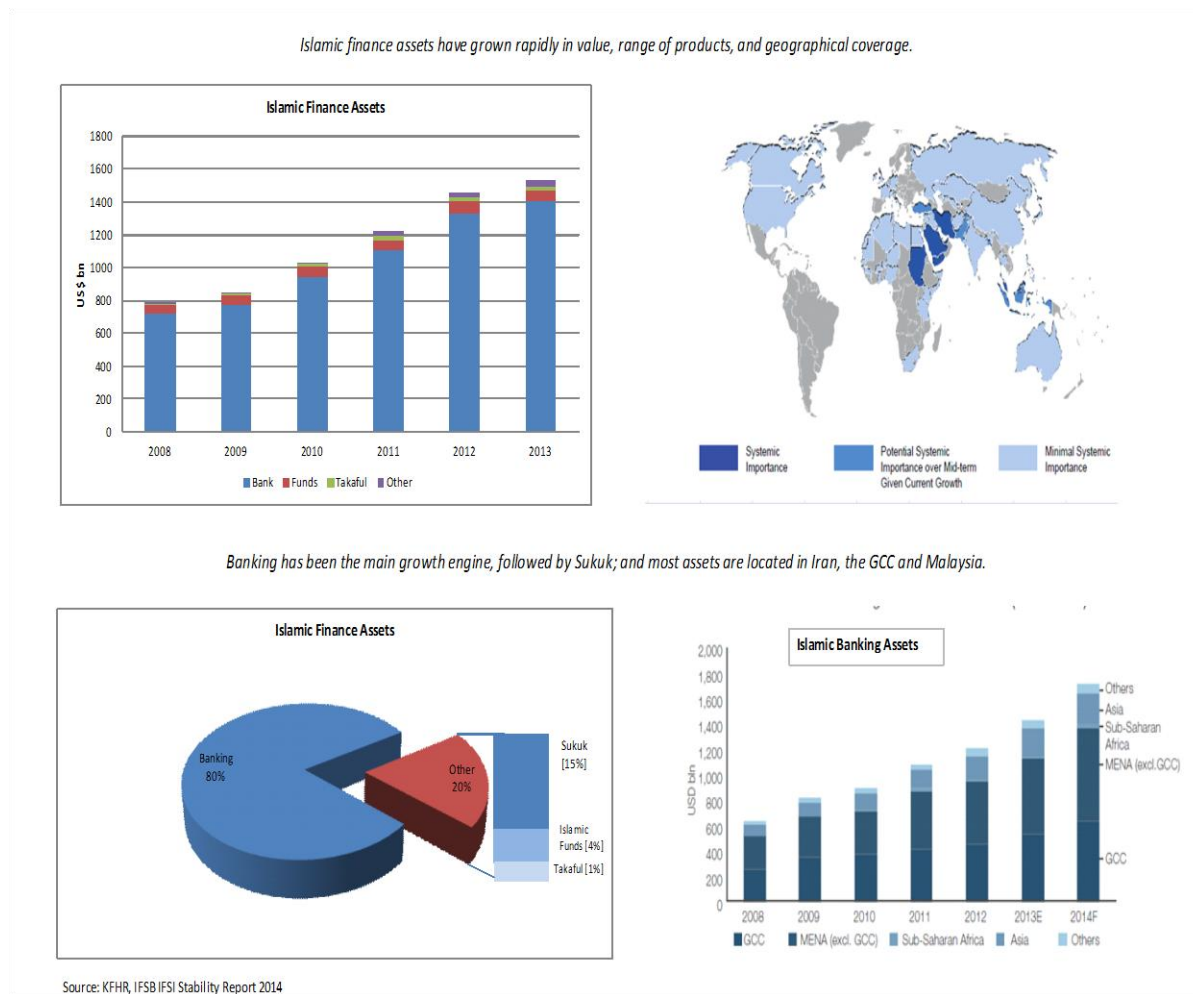 Islamic finance assets have grown rapidly in value, range of products, and geographical coverage.
Islamic Finance Assets
US$ bn
1800
1600
1400
1200
1000
800
600
400
200
0
2008 2009 2010 2011 2012 2013
Bank Funds Takaful Other
Systemic
Importance
Potential Systemic
Importance over Mid-term
Given Current Growth
Minimal Systemic
Importance
Banking has been the main growth engine, followed by Sukuk; and most assets are located in Iran, the GCC and Malaysia.
Islamic Finance Assets
Banking
80%
Other
20%
Sukuk
[15%]
Islamic
Funds [4%]
Takaful [1%]
Islamic Banking Assets
USD bln
2,000
1,800
1,600
1,400
1,200
1,000
800
600
400
200
0
Others
Asia
Sub-Saharan
Africa
MENA (excl.GCC)
GCC
2008 2009 2010 2011 2012 2013E 2014F
GCC MENA (excl. GCC) Sub-Saharan Africa Asia Others
Source: KFHR, IFSB IFSI Stability Report 2014